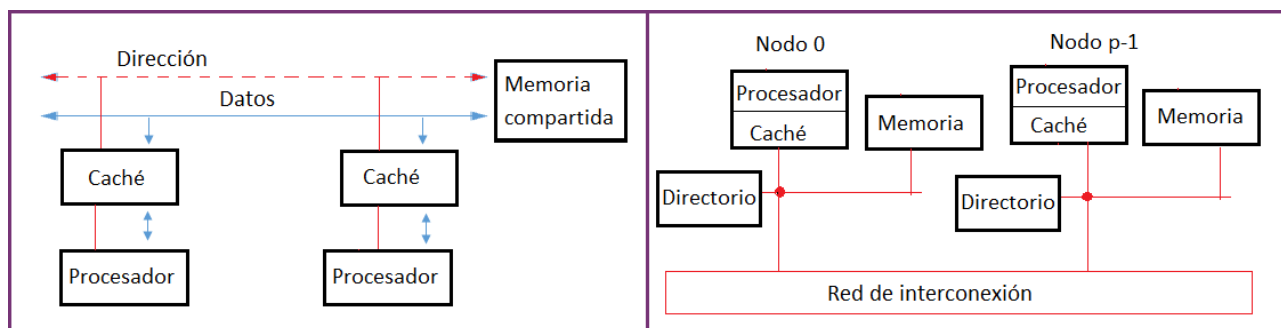 Dirección
Datos
Memoria
compartida
Caché
Caché
Procesador
Procesador
Nodo 0
Nodo p-1
Procesador
Caché
Memoria
Procesador
Caché
Memoria
Directorio
Directorio
Red de interconexión